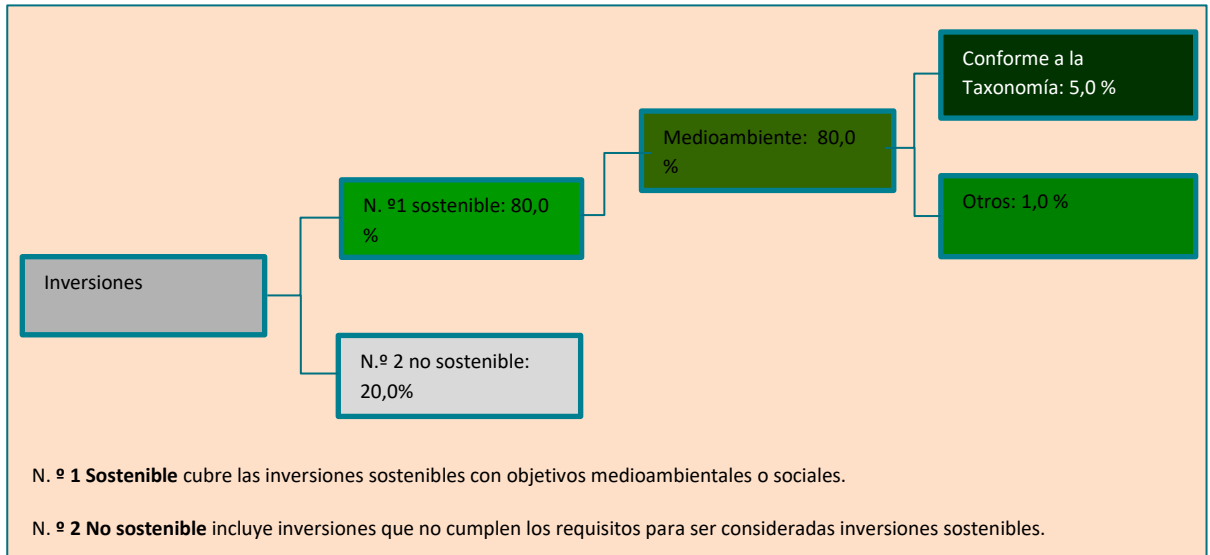 Conforme a la
Taxonomía: 5,0 %
Medioambiente:  80,0
%
N. º1 sostenible: 80,0
%
Otros: 1,0 %
Inversiones
N.º 2 no sostenible:
20,0%
N. º 1 Sostenible cubre las inversiones sostenibles con objetivos medioambientales o sociales.
N. º 2 No sostenible incluye inversiones que no cumplen los requisitos para ser consideradas inversiones sostenibles.